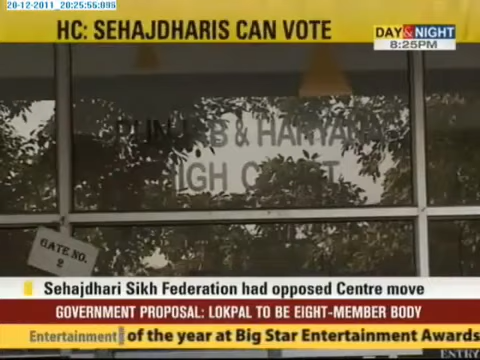 20-12-2011_20:25:55:095
HC: SEHAJDHARIS CAN VOTE
DAY & NIGHT
8:25PM
PUNJAB & HARYANA
HIGH COURT
GATE NO.
2
Sehajdhari Sikh Federation had opposed Centre move
GOVERNMENT PROPOSAL: LOKPAL TO BE EIGHT-MEMBER BODY
Entertainment of the year at Big Star Entertainment Awards